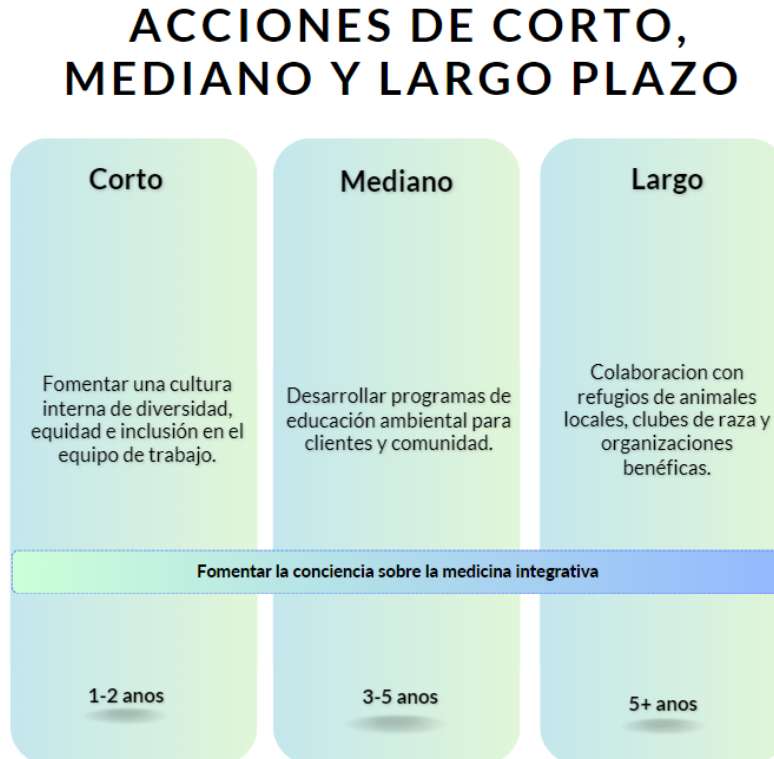 ACCIONES DE CORTO,
MEDIANO Y LARGO PLAZO
Corto
Fomentar una cultura
interna de diversidad,
equidad e inclusión en el
equipo de trabajo.
Mediano
Desarrollar programas de
educación ambiental para
clientes y comunidad.
Largo
Colaboracion con
refugios de animales
locales, clubes de raza y
organizaciones
benéficas.
Fomentar la conciencia sobre la medicina integrativa
1-2 anos
3-5 anos
5+ anos